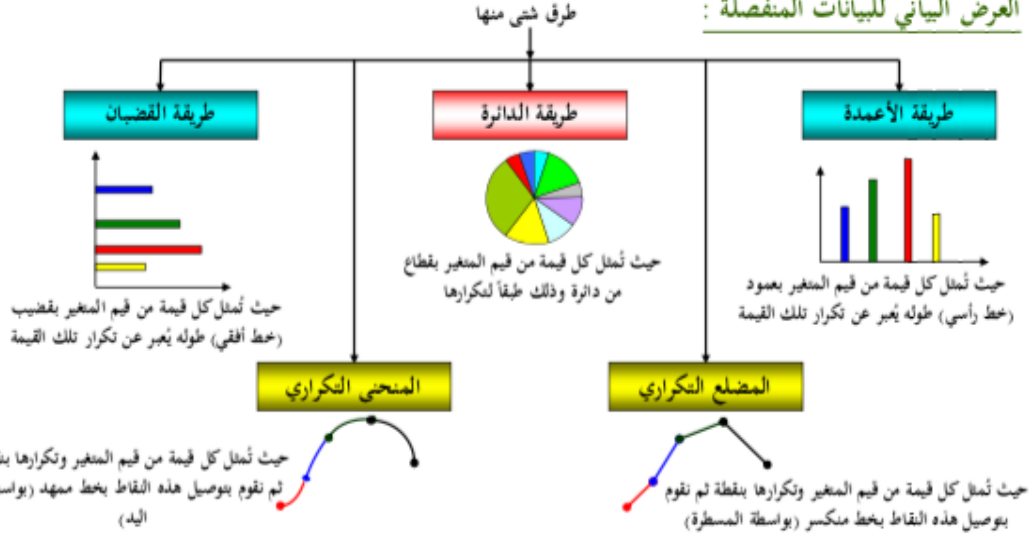 العرض البياني للبيانات المنفصلة :
طرق شتى منها
طريقة الأعمدة
حيث تُمثل كل قيمة من قيم المتغير بعمود
(خط رأسي) طوله يُعبر عن تكرار تلك القيمة
طريقة الدائرة
حيث تُمثل كل قيمة من قيم المتغير بقطاع
من دائرة وذلك طبقاً لتكرارها
طريقة القضبان
حيث تُمثل كل قيمة من قيم المتغير بقضيب
(خط أفقي) طوله يُعبر عن تكرار تلك القيمة
المضلع التكراري
حيث تُمثل كل قيمة من قيم المتغير وتكرارها بنقطة ثم نقوم
بتوصيل هذه النقاط بخط منكسر (بواسطة المسطرة)
المنحنى التكراري
حيث تُمثل كل قيمة من قيم المتغير وتكرارها
ثم نقوم بتوصيل هذه النقاط بخط ممهد
اليد)